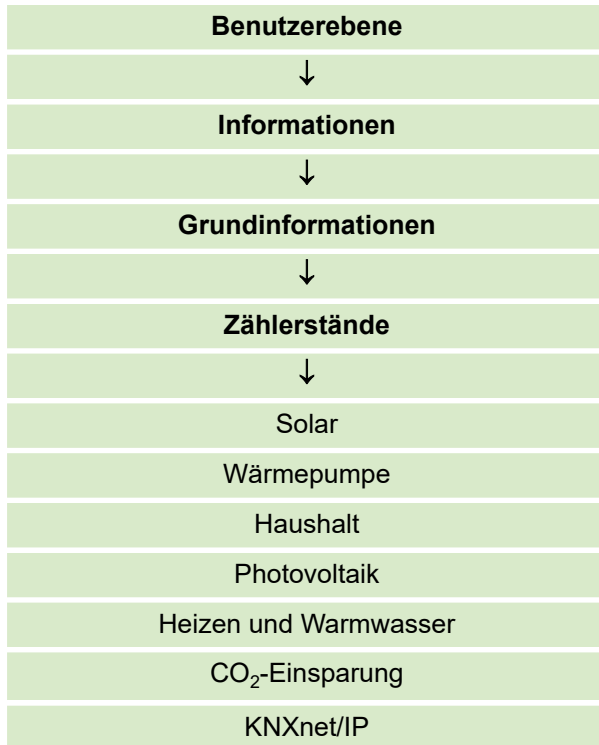 Benutzerebene
↓
Informationen
↓
Grundinformationen
↓
Zählerstände
↓
Solar
Wärmepumpe
Haushalt
Photovoltaik
Heizen und Warmwasser
CO₂-Einsparung
KNXnet/IP